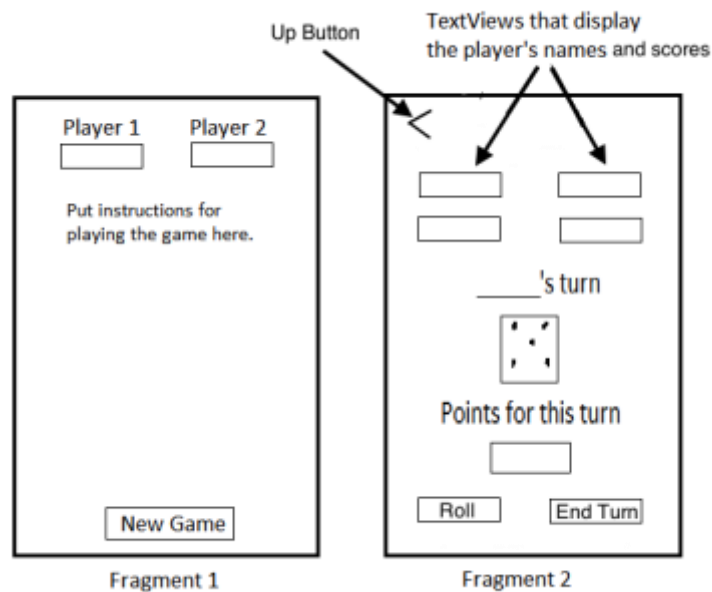 Up Button
TextViews that display
the player's names and scores
Player 1
Player 2
Put instructions for
playing the game here.
New Game
Fragment 1
_____'s turn
Points for this turn
Roll
End Turn
Fragment 2